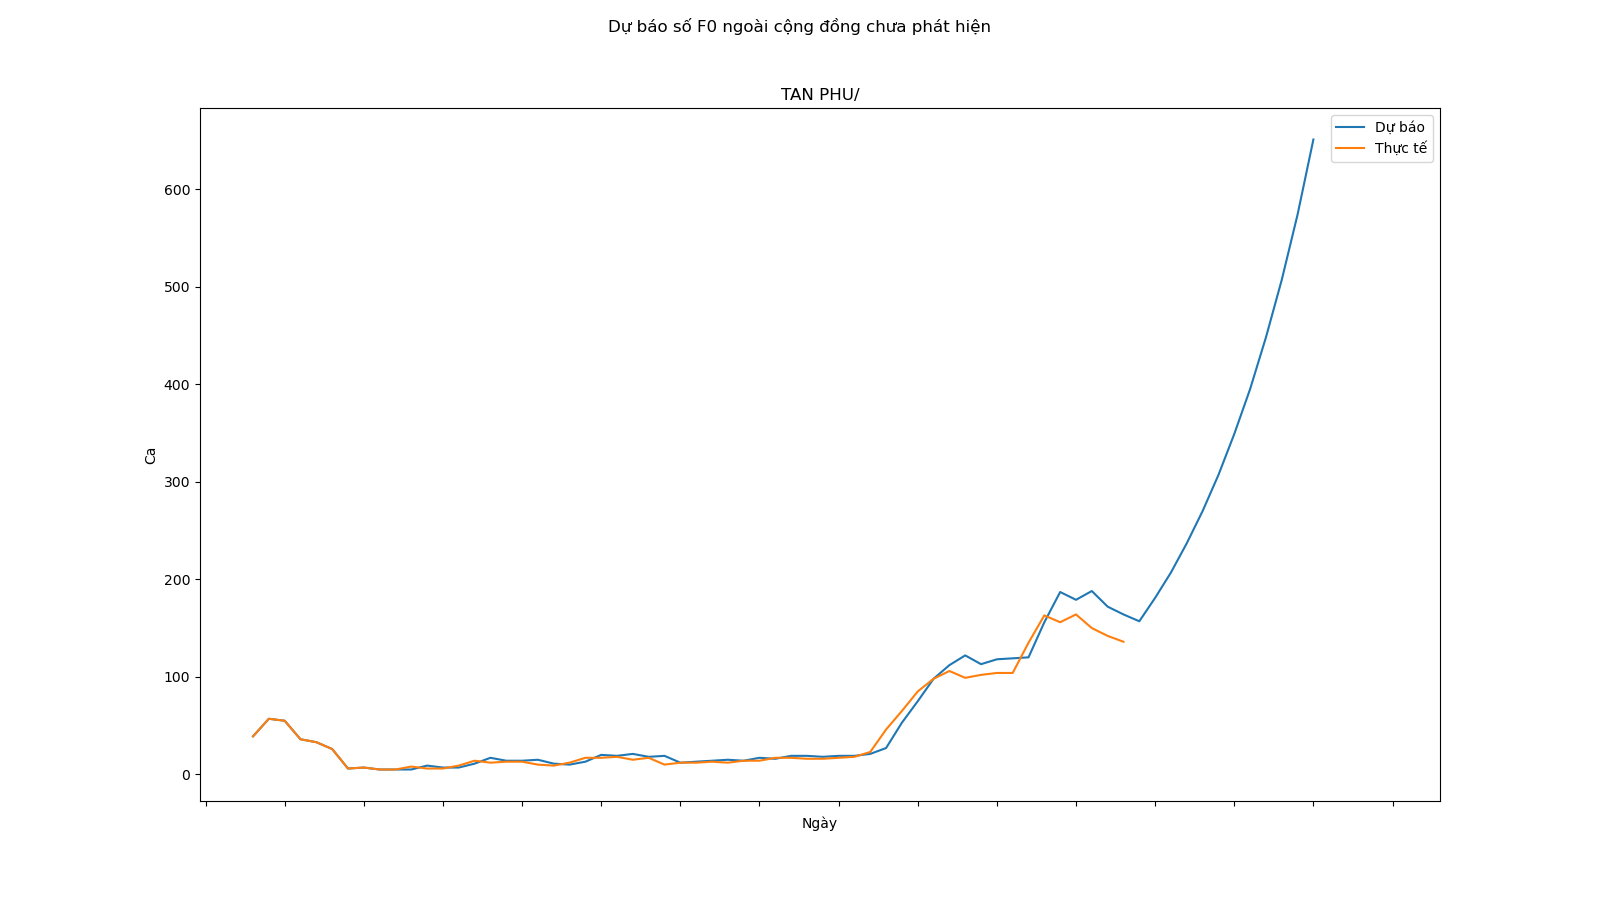 Dự báo số F0 ngoài cộng đồng chưa phát hiện
TAN PHU/
Dự báo
Thực tế
600
500
400
300
200
100
0
Ca
Ngày